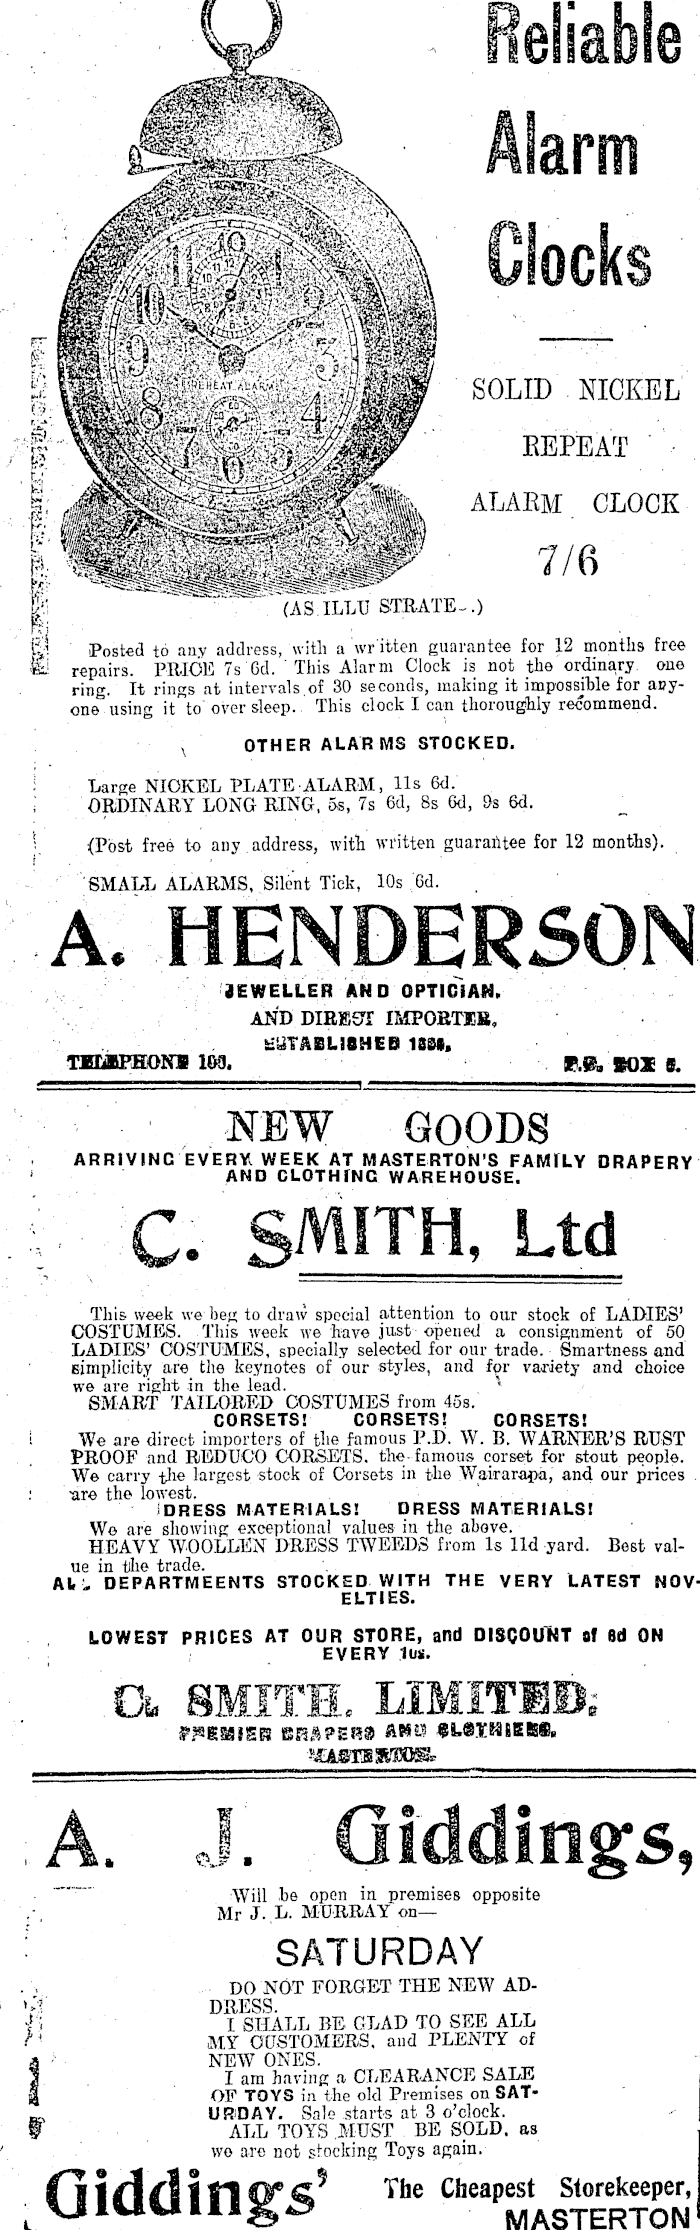 Reliable
Alarm
Clocks
SOLID NICKEL
REPEAT
ALARM CLOCK
7/6
(AS ILLU STRATE-.)
Posted to any address, with a written guarantee for 12 months free
repairs. PRICE 7s 6d. This Alarm Clock is not the ordinary one
ring. It rings at intervals of 30 seconds, making it impossible for any-
one using it to over sleep. This clock I can thoroughly recommend.
OTHER ALARMS STOCKED.
Large NICKEL PLATE ALARM, 11s 6d.
ORDINARY LONG RING, 5s, 7s 6d, 8s 6d, 9s 6d.
(Post free to any address, with written guarantee for 12 months).
SMALL ALARMS, Silent Tick, 10s 6d.
A. HENDERSON
JEWELLER AND OPTICIAN,
AND DIRECT IMPORTER,
ESTABLISHED
TELEPHONE P.O. BOX
NEW GOODS
ARRIVING EVERY WEEK AT MASTERTON'S FAMILY DRAPERY
AND CLOTHING WAREHOUSE.
C. SMITH, Ltd
This week we beg to draw special attention to our stock of LADIES'
COSTUMES. This week we have just opened a consignment of 50
LADIES' COSTUMES, specially selected for our trade. Smartness and
simplicity are the keynotes of our styles, and for variety and choice
we are right in the lead.
SMART TAILORED COSTUMES from 45s.
CORSETS! CORSETS! CORSETS!
We are direct importers of the famous P.D. W. B. WARNER'S RUST
PROOF and REDUCO CORSETS, the famous corset for stout people.
We carry the largest stock of Corsets in the Wairarapa, and our prices
are the lowest.
DRESS MATERIALS! DRESS MATERIALS!
We are showing exceptional values in the above.
HEAVY WOOLLEN DRESS TWEEDS from 1s 11d yard. Best val-
ue in the trade.
ALL DEPARTMEENTS STOCKED WITH THE VERY LATEST NOV-
ELTIES.
LOWEST PRICES AT OUR STORE, and DISCOUNT of 6d ON
EVERY 10s.
C. SMITH, LIMITED,
PREMIER DRAPERS AND CLOTHIERS,
MASTERTON.
A. J. Giddings,
Will be open in premises opposite
Mr J. L. MURRAY on—
SATURDAY
DO NOT FORGET THE NEW AD-
DRESS.
I SHALL BE GLAD TO SEE ALL
MY CUSTOMERS, and PLENTY of
NEW ONES.
I am having a CLEARANCE SALE
OF TOYS in the old Premises on SAT-
URDAY. Sale starts at 3 o'clock.
ALL TOYS MUST BE SOLD, as
we are not stocking Toys again.
Giddings' The Cheapest Storekeeper,
MASTERTON